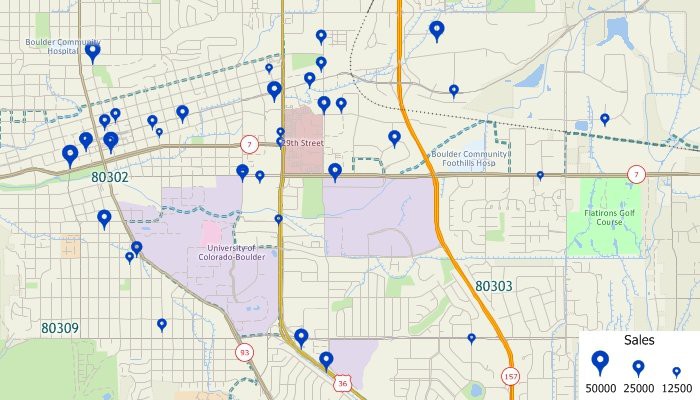 Boulder Community
Hospital
7
29th Street
Boulder Community
Foothills Hosp
80302
7
Flatirons Golf
Course
University of
Colorado-Boulder
80303
80309
93
36
157
Sales
50000
25000
12500